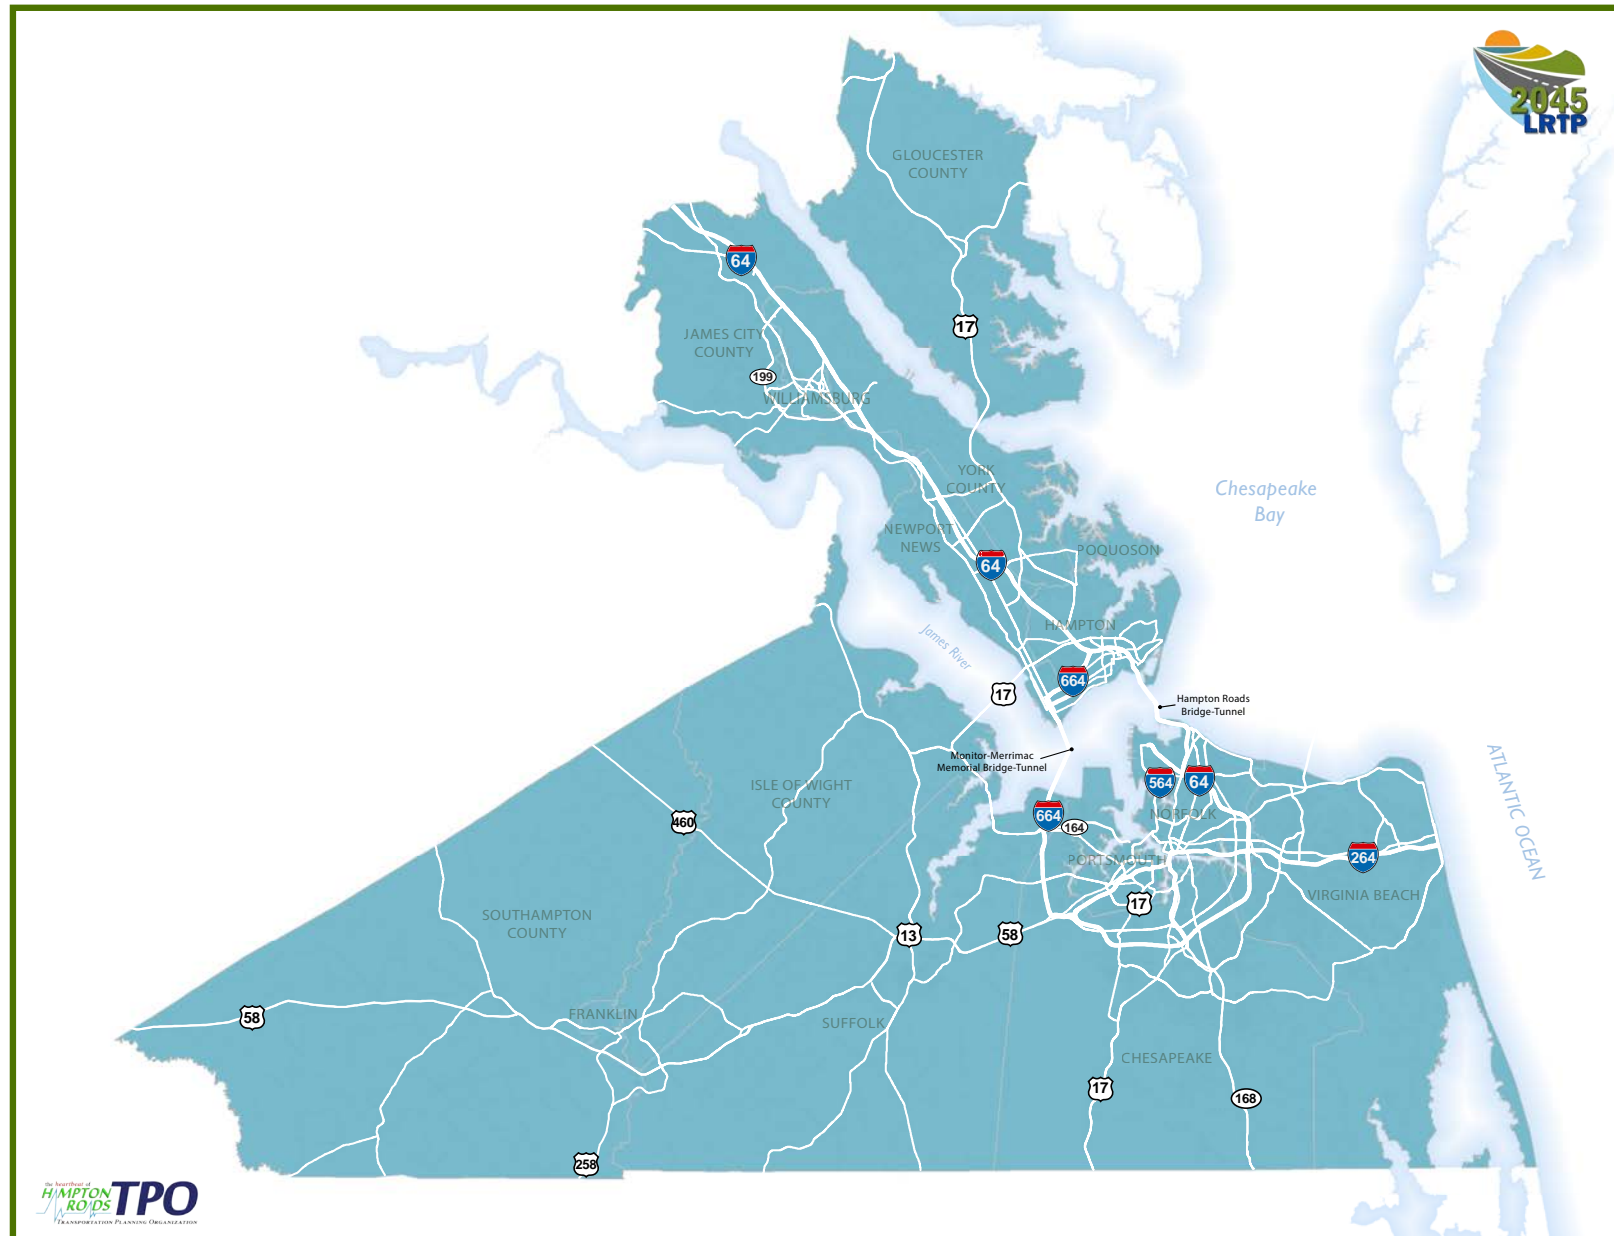 2045
LRTP
GLOUCESTER
COUNTY
64
17
JAMES CITY
COUNTY
199
WILLIAMSBURG
YORK
COUNTY
Chesapeake
Bay
NEWPORT
NEWS
POQUOSON
64
HAMPTON
James River
664
17
Hampton Roads
Bridge-Tunnel
Monitor-Merrimac
Memorial Bridge-Tunnel
ATLANTIC OCEAN
564
64
ISLE OF WIGHT
COUNTY
460
664
164
NORFOLK
PORTSMOUTH
264
VIRGINIA BEACH
17
SOUTHAMPTON
COUNTY
13
58
58
FRANKLIN
SUFFOLK
CHESAPEAKE
17
168
258
the heartbeat of
HAMPTON
ROADS
TPO
TRANSPORTATION PLANNING ORGANIZATION